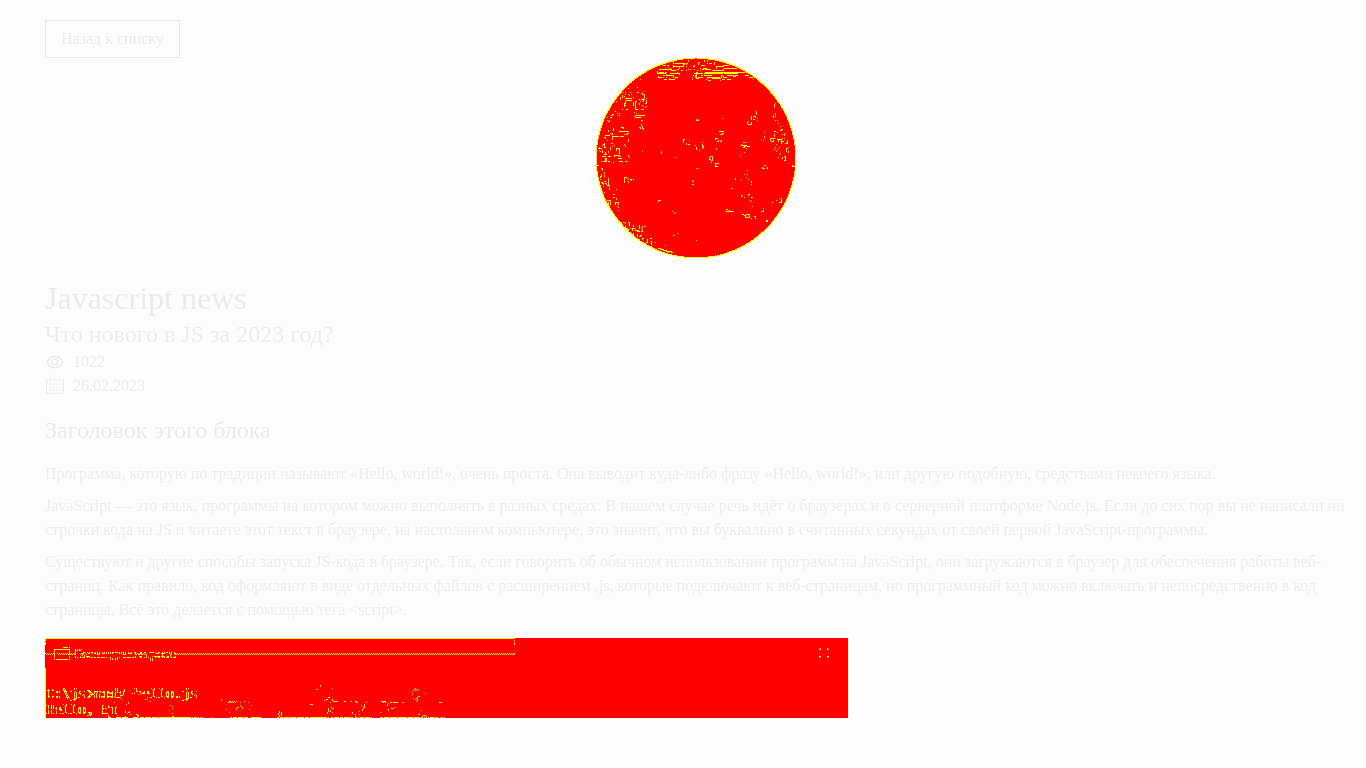 Назад к списку
Javascript news
Что нового в JS за 2023 год?
1022
26.02.2023
Заголовок этого блока
Программа, которую по традиции называют «Hello, world!», очень проста. Она выводит куда-либо фразу «Hello, world!», или другую подобную, средствами некоего языка.
JavaScript — это язык, программы на котором можно выполнять в разных средах. В нашем случае речь идёт о браузерах и о серверной платформе Node.js. Если до сих пор вы не написали ни
строчки кода на JS и читаете этот текст в браузере, на настольном компьютере, это значит, что вы буквально в считанных секундах от своей первой JavaScript-программы.
Существуют и другие способы запуска JS-кода в браузере. Так, если говорить об обычном использовании программ на JavaScript, они загружаются в браузер для обеспечения работы веб-
страниц. Как правило, код оформляют в виде отдельных файлов с расширением .js, которые подключают к веб-страницам, но программный код можно включать и непосредственно в код
страницы. Всё это делается с помощью тега <script>.